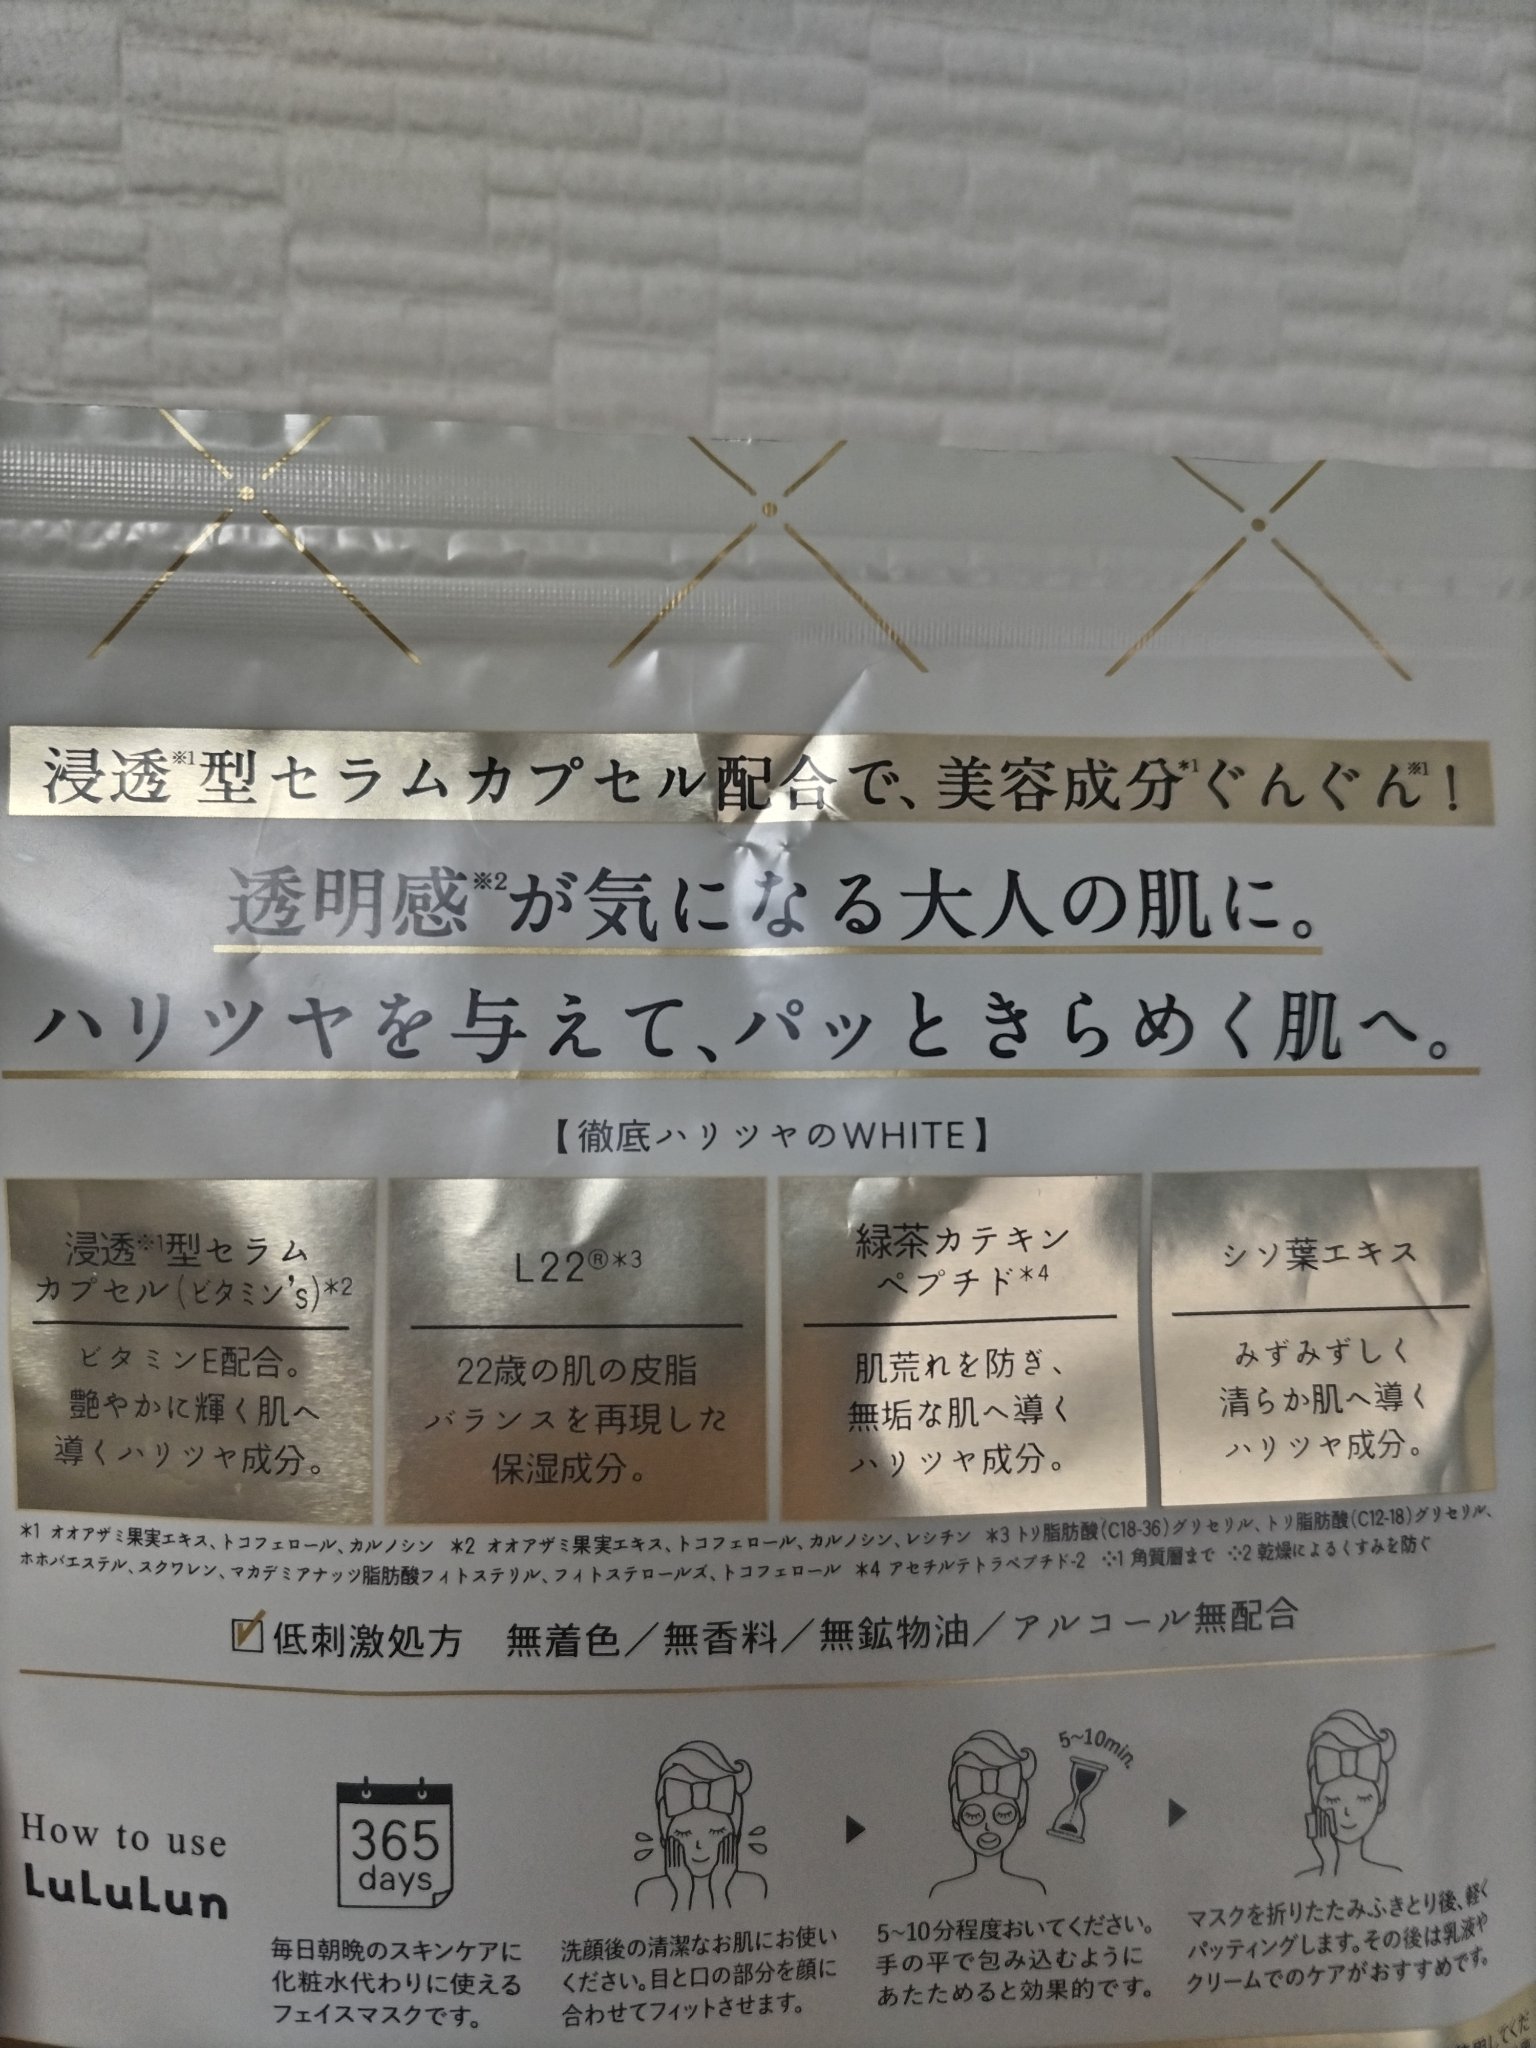 浸透※1型セラムカプセル配合で、美容成分*1ぐんぐん※1！
透明感※2が気になる大人の肌に。
ハリツヤを与えて、パッときらめく肌へ。
【徹底ハリツヤのWHITE】
浸透※1型セラム
カプセル(ビタミン's)*2
ビタミンE配合。
艶やかに輝く肌へ
導くハリツヤ成分。
L22®*3
22歳の肌の皮脂
バランスを再現した
保湿成分。
緑茶カテキン
ペプチド*4
肌荒れを防ぎ、
無垢な肌へ導く
ハリツヤ成分。
シソ葉エキス
みずみずしく
清らか肌へ導く
ハリツヤ成分。
*1 オオアザミ果実エキス、トコフェロール、カルノシン *2 オオアザミ果実エキス、トコフェロール、カルノシン、レシチン *3 トリ脂肪酸(C18-36)グリセリル、トリ脂肪酸(C12-18)グリセリル、
ホホバエステル、スクワレン、マカデミアナッツ脂肪酸フィトステリル、フィトステロールズ、トコフェロール *4 アセチルテトラペプチド-2 ※1 角質層まで ※2 乾燥によるくすみを防ぐ
低刺激処方 無着色／無香料／無鉱物油／アルコール無配合
How to use
LuLuLun
365
days
毎日朝晩のスキンケアに
化粧水代わりに使える
フェイスマスクです。
洗顔後の清潔なお肌にお使い
ください。目と口の部分を顔に
合わせてフィットさせます。
5~10min.
5~10分程度おいてください。
手の平で包み込むように
あたためると効果的です。
マスクを折りたたみふきとり後、軽く
パッティングします。その後は乳液や
クリームでのケアがおすすめです。